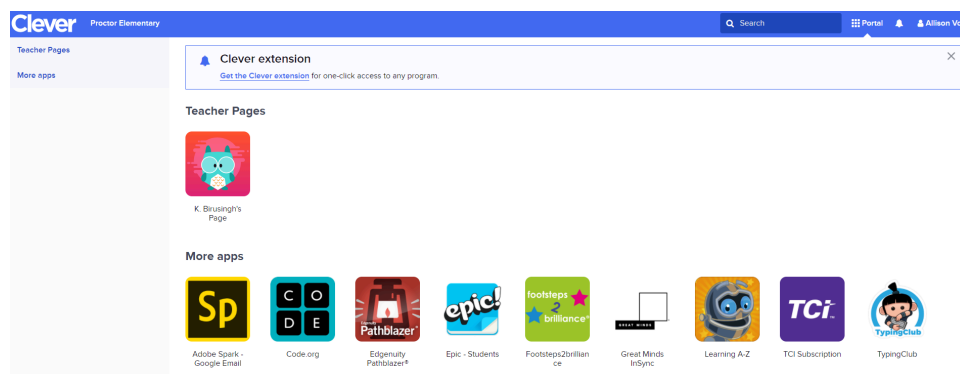 Clever Proctor Elementary Search Portal Allison Vo
Teacher Pages
More apps
Clever extension
Get the Clever extension for one-click access to any program.
Teacher Pages
K. Birusingh's
Page
More apps
Sp
C O
D E
Edgenuity
Pathblazer®
epic!
footsteps
2
brilliance®
GREAT MINDS
TCi™
TypingClub
Adobe Spark -
Google Email
Code.org
Edgenuity
Pathblazer®
Epic - Students
Footsteps2brillian
ce
Great Minds
InSync
Learning A-Z
TCI Subscription
TypingClub